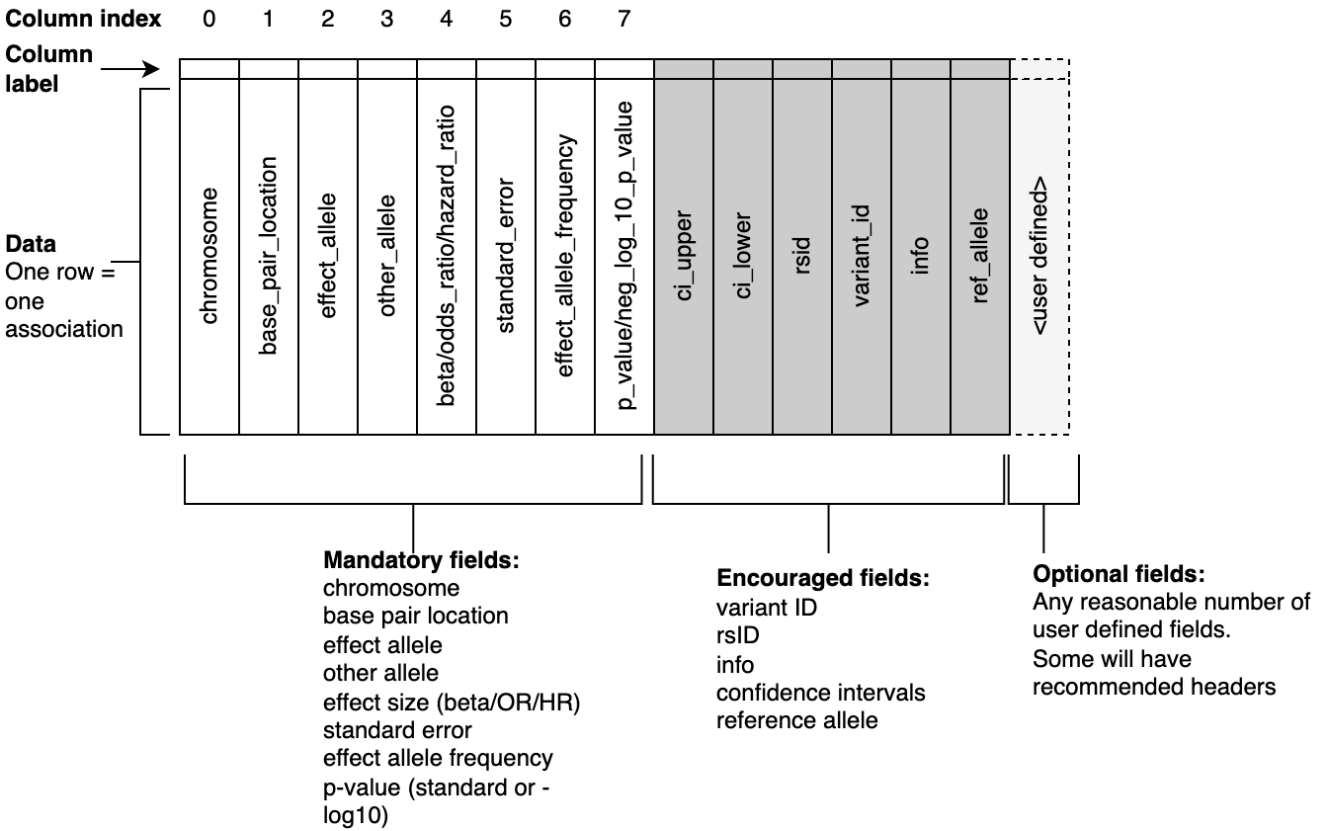 Column index 0 1 2 3 4 5 6 7
Column
label
Data
One row =
one
association
chromosome
base_pair_location
effect_allele
other_allele
beta/odds_ratio/hazard_ratio
standard_error
effect_allele_frequency
p_value/neg_log_10_p_value
ci_upper
ci_lower
rsid
variant_id
info
ref_allele
<user defined>
Mandatory fields:
chromosome
base pair location
effect allele
other allele
effect size (beta/OR/HR)
standard error
effect allele frequency
p-value (standard or -
log10)
Encouraged fields:
variant ID
rsID
info
confidence intervals
reference allele
Optional fields:
Any reasonable number of
user defined fields.
Some will have
recommended headers